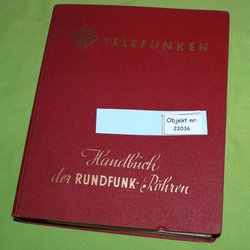 TELEFUNKEN
Objekt nr:
23036
Handbuch
der RUNDFUNK-Röhren